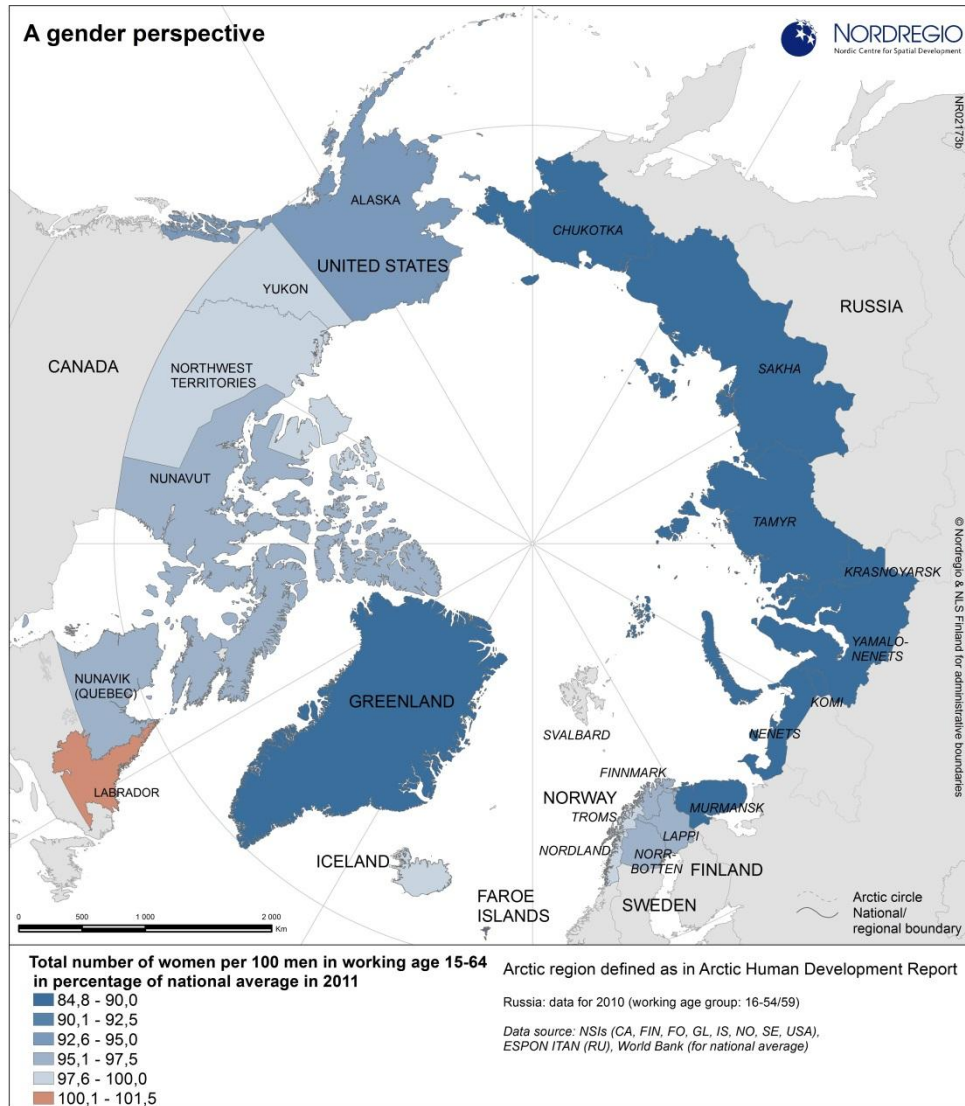 A gender perspective
NORDREGIO
Nordic Centre for Spatial Development
NR02173b
ALASKA
CHUKOTKA
UNITED STATES
YUKON
RUSSIA
CANADA
NORTHWEST
TERRITORIES
SAKHA
NUNAVUT
TAMYR
KRASNOYARSK
© Nordregio & NLS Finland for administrative boundaries
YAMALO-
NENETS
NUNAVIK
(QUEBEC)
GREENLAND
KOMI
NENETS
SVALBARD
FINNMARK
LABRADOR
NORWAY
MURMANSK
TROMS
LAPPI
NORDLAND
NORR-
BOTTEN
ICELAND
FINLAND
FAROE
ISLANDS
SWEDEN
Arctic circle
National/
regional boundary
0 500 1 000 2 000
Km
Total number of women per 100 men in working age 15-64
in percentage of national average in 2011
84,8 - 90,0
90,1 - 92,5
92,6 - 95,0
95,1 - 97,5
97,6 - 100,0
100,1 - 101,5
Arctic region defined as in Arctic Human Development Report
Russia: data for 2010 (working age group: 16-54/59)
Data source: NSIs (CA, FIN, FO, GL, IS, NO, SE, USA),
ESPON ITAN (RU), World Bank (for national average)